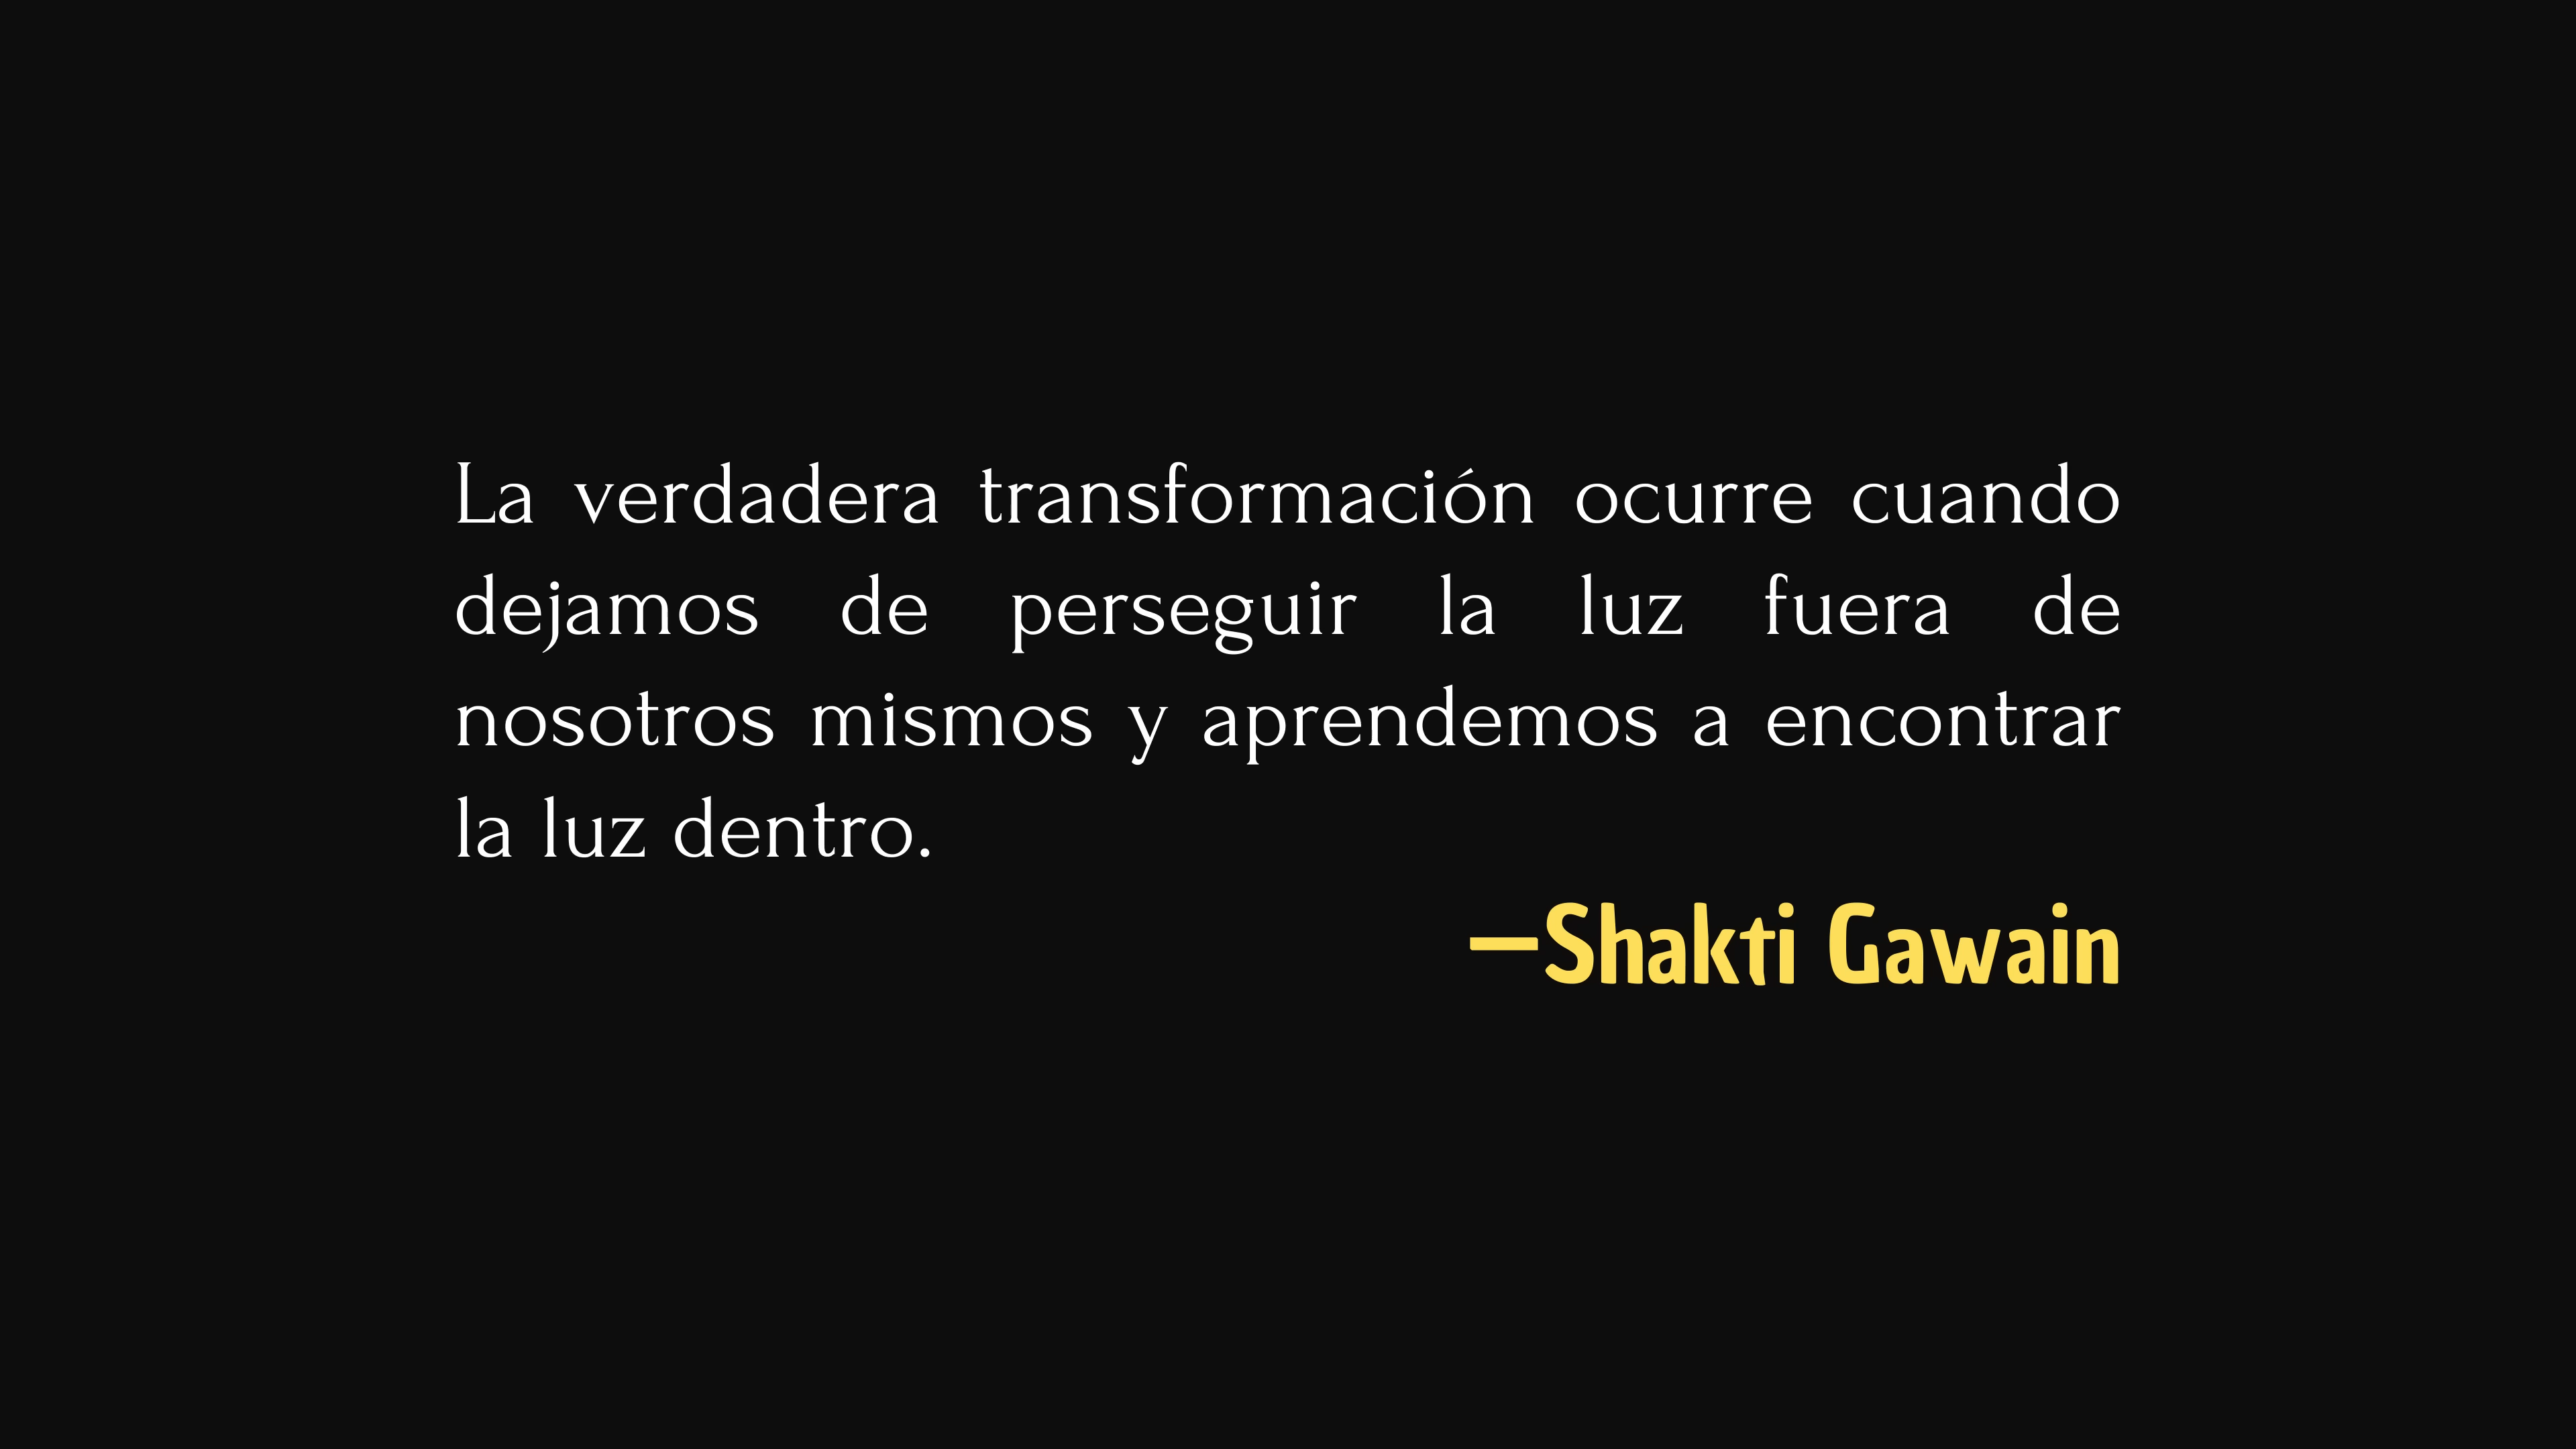 La verdadera transformación ocurre cuando
dejamos de perseguir la luz fuera de
nosotros mismos y aprendemos a encontrar
la luz dentro.
—Shakti Gawain